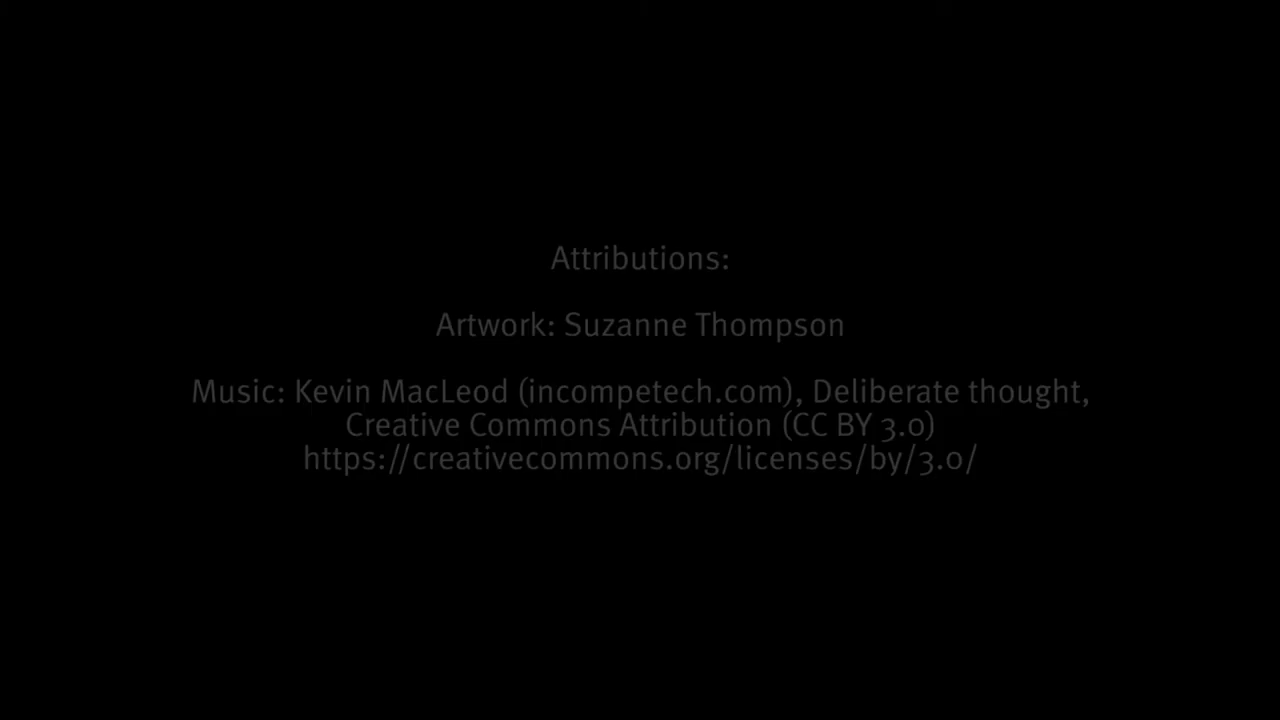 Attributions:
Artwork: Suzanne Thompson
Music: Kevin MacLeod (incompetech.com), Deliberate thought,
Creative Commons Attribution (CC BY 3.0)
https://creativecommons.org/licenses/by/3.0/